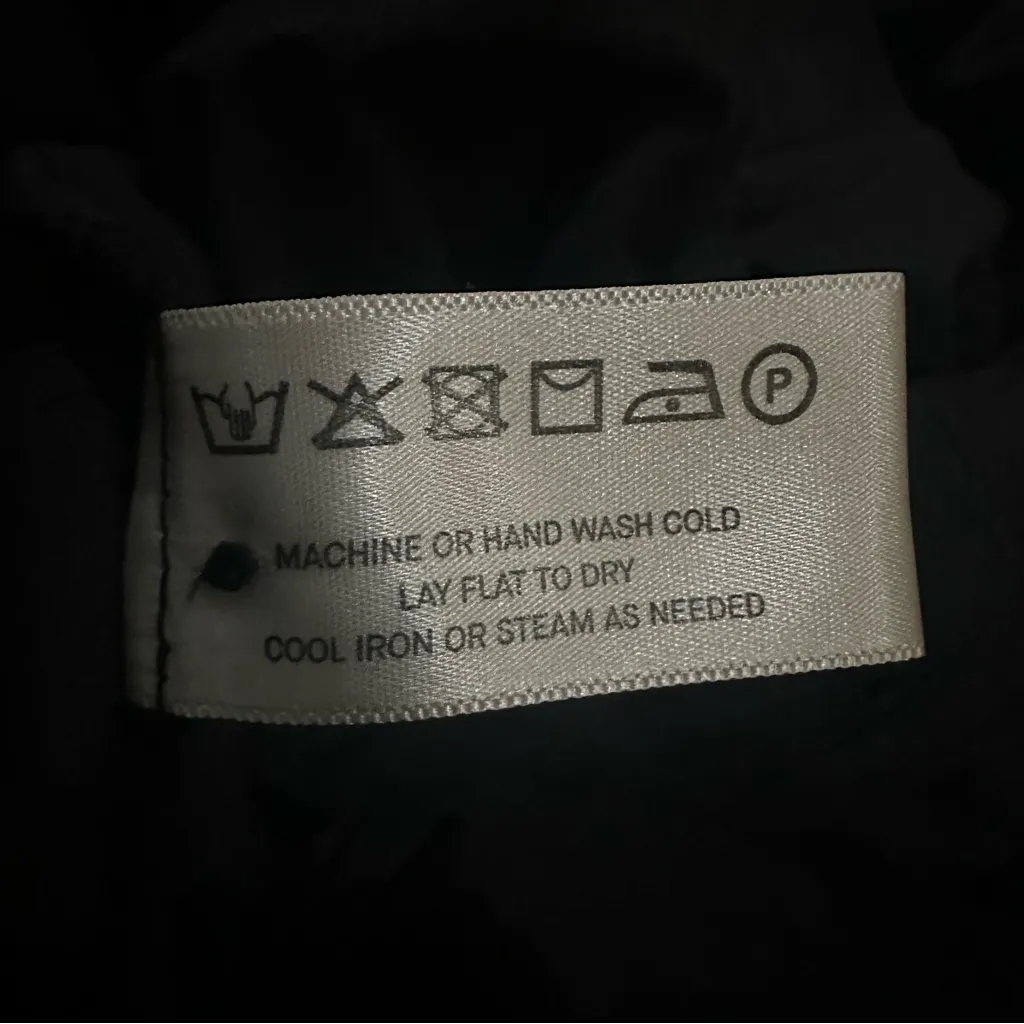 P
MACHINE OR HAND WASH COLD
LAY FLAT TO DRY
COOL IRON OR STEAM AS NEEDED